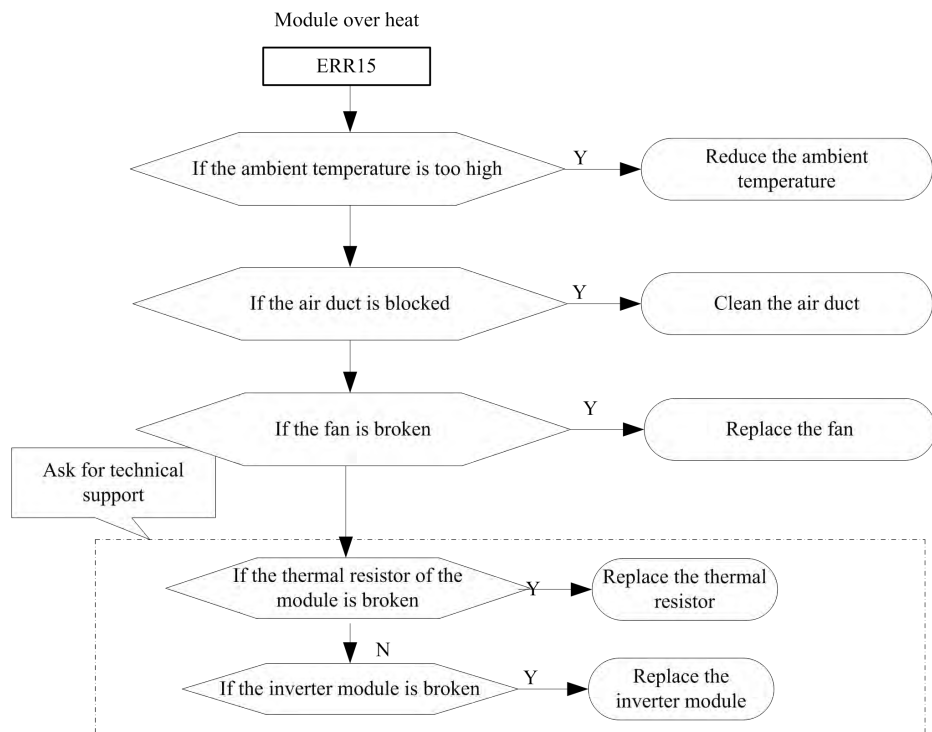 Module over heat
ERR15
If the ambient temperature is too high
Y
Reduce the ambient
temperature
If the air duct is blocked
Y
Clean the air duct
If the fan is broken
Y
Replace the fan
Ask for technical
support
If the thermal resistor of the
module is broken
Y
Replace the thermal
resistor
N
If the inverter module is broken
Y
Replace the
inverter module